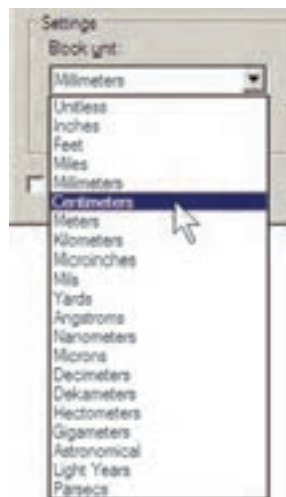 Settings
Block unit:
Millimeters
Unitless
Inches
Feet
Miles
Millimeters
Centimeters
Meters
Kilometers
Microinches
Mils
Yards
Angstroms
Nanometers
Microns
Decimeters
Dekameters
Hectometers
Gigameters
Astronomical
Light Years
Parsecs